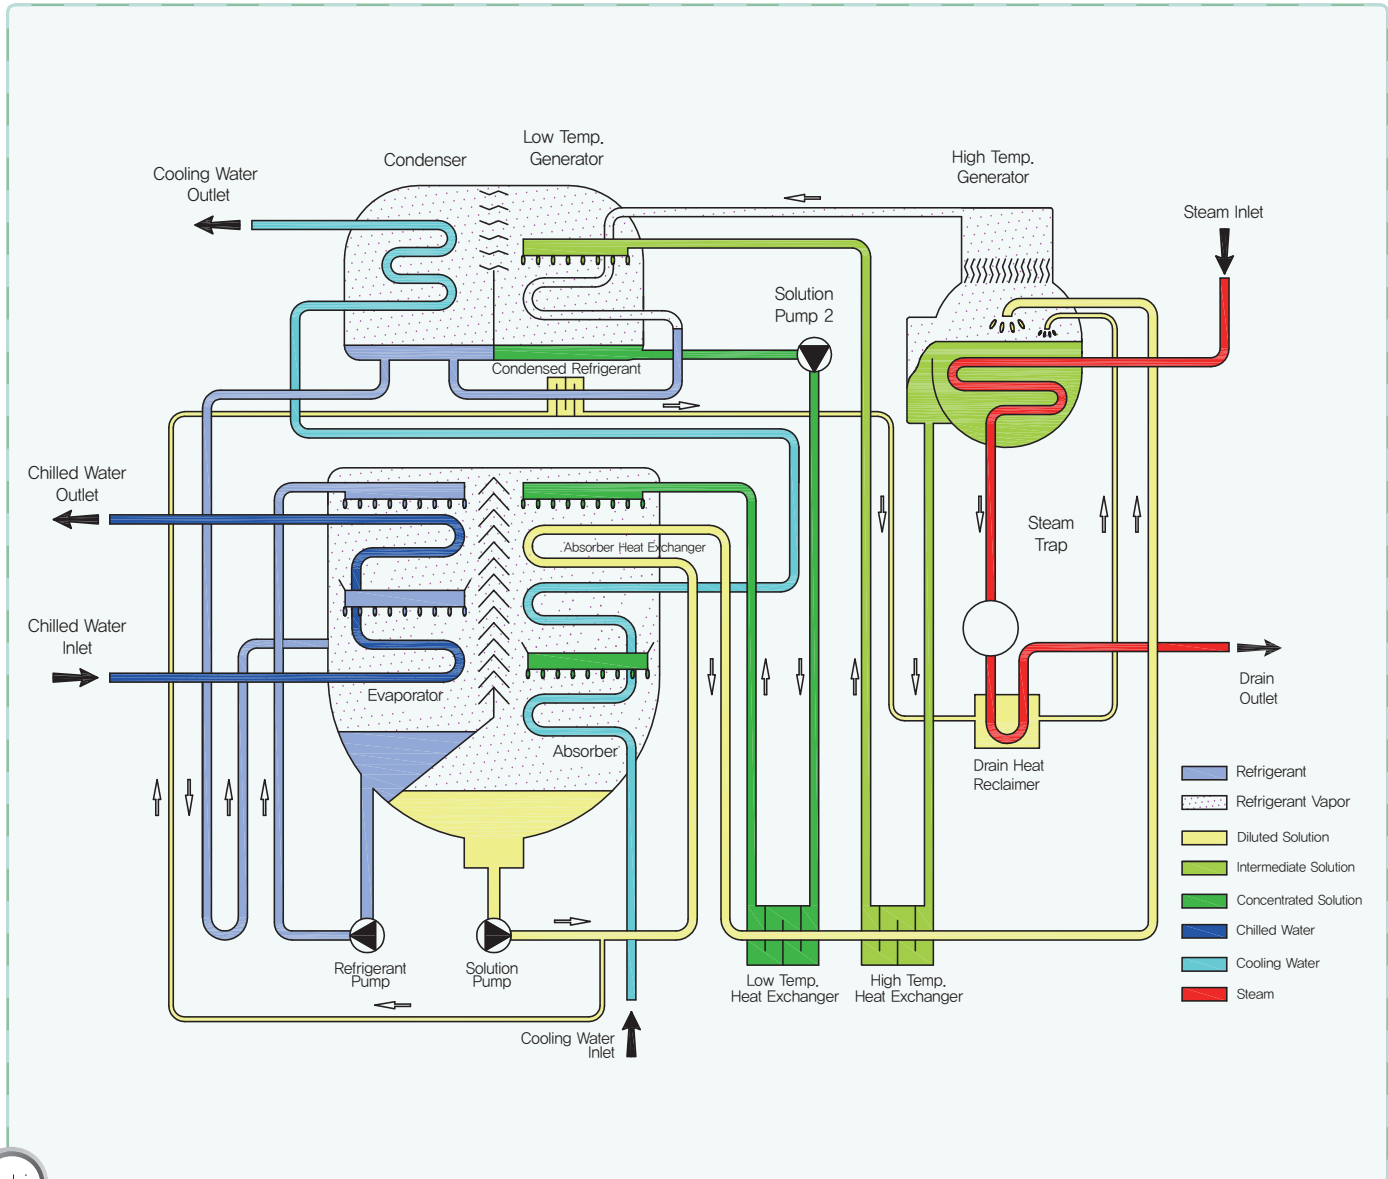 Low Temp.
Generator
Condenser
High Temp.
Generator
Cooling Water
Outlet
Steam Inlet
Solution
Pump 2
Condensed Refrigerant
Chilled Water
Outlet
Absorber Heat Exchanger
Steam
Trap
Chilled Water
Inlet
Evaporator
Drain
Outlet
Absorber
Drain Heat
Reclaimer
Refrigerant
Refrigerant Vapor
Diluted Solution
Intermediate Solution
Concentrated Solution
Chilled Water
Cooling Water
Steam
Refrigerant
Pump
Solution
Pump
Low Temp.
Heat Exchanger
High Temp.
Heat Exchanger
Cooling Water
Inlet